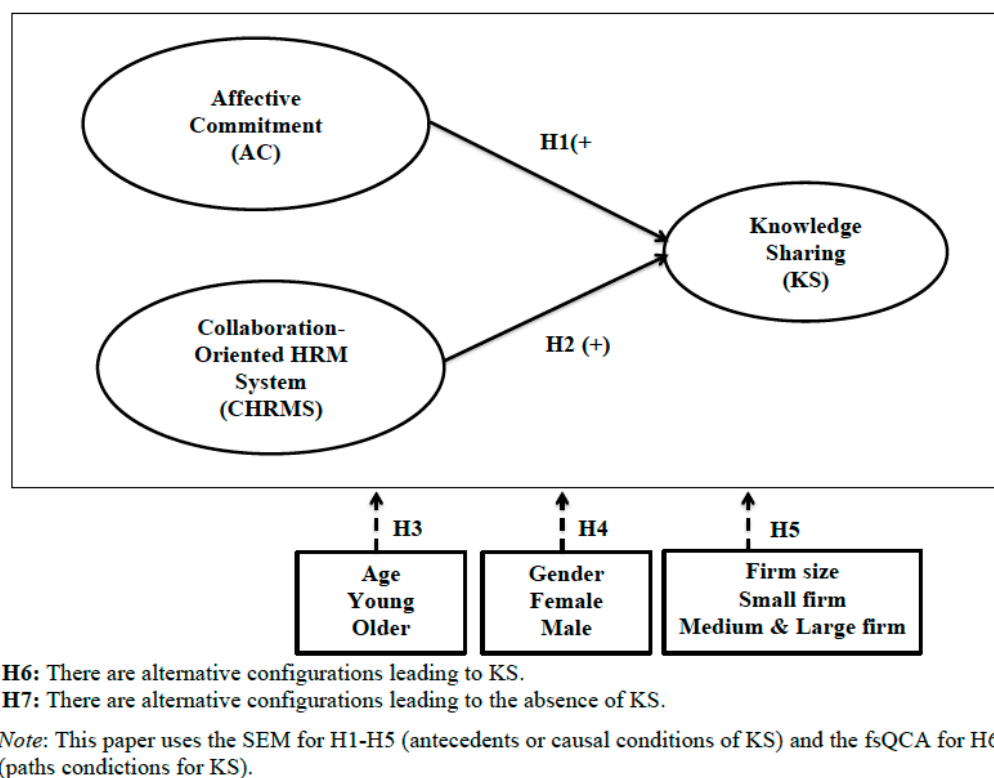 Affective
Commitment
(AC)
H1(+
Knowledge
Sharing
(KS)
Collaboration-
Oriented HRM
System
(CHRMS)
H2 (+)
H3
H4
H5
Age
Young
Older
Gender
Female
Male
Firm size
Small firm
Medium & Large firm
H6: There are alternative configurations leading to KS.
H7: There are alternative configurations leading to the absence of KS.
Note: This paper uses the SEM for H1-H5 (antecedents or causal conditions of KS) and the fsQCA for H6
(paths condictions for KS).